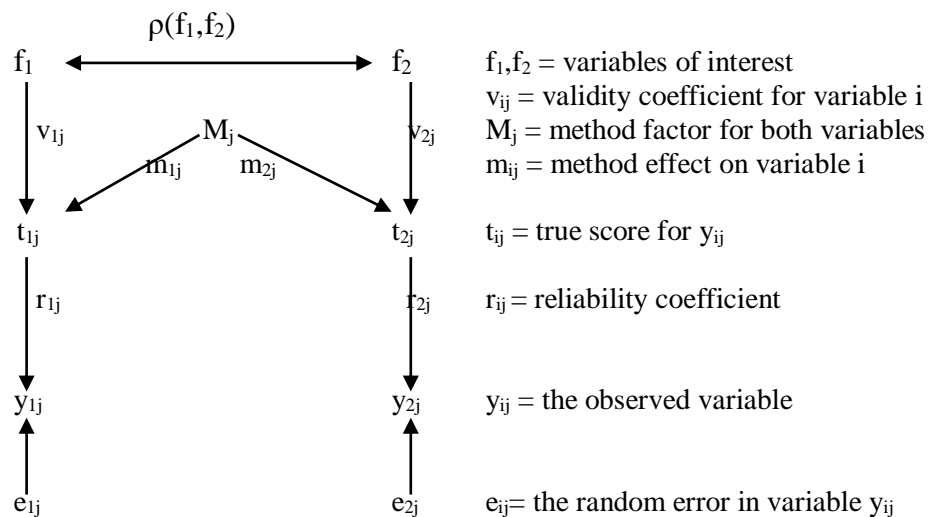 ρ(f₁,f₂)
f₁ f₂ f₁,f₂ = variables of interest
vᵢⱼ = validity coefficient for variable i
v₁ⱼ Mⱼ v₂ⱼ Mⱼ = method factor for both variables
m₁ⱼ m₂ⱼ mᵢⱼ = method effect on variable i
t₁ⱼ t₂ⱼ tᵢⱼ = true score for yᵢⱼ
r₁ⱼ r₂ⱼ rᵢⱼ = reliability coefficient
y₁ⱼ y₂ⱼ yᵢⱼ = the observed variable
e₁ⱼ e₂ⱼ eᵢⱼ= the random error in variable yᵢⱼ